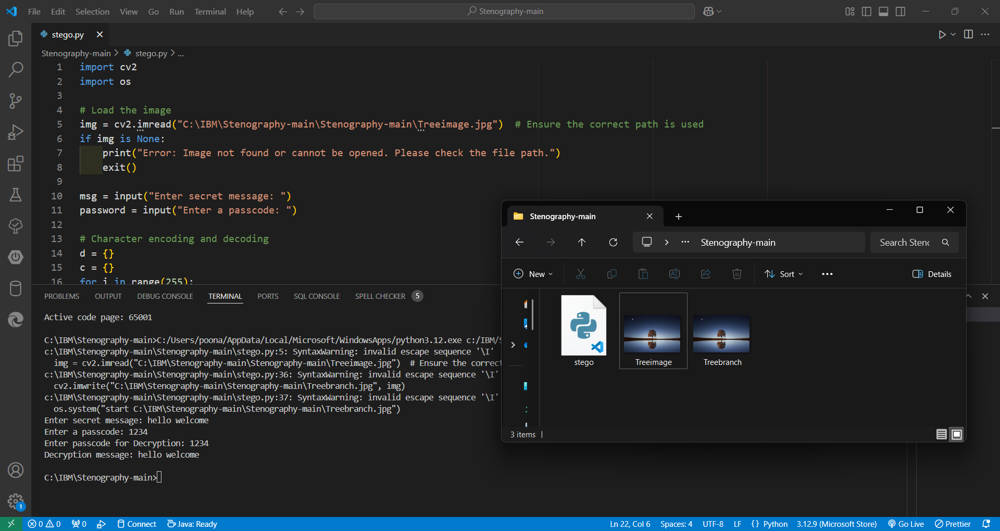 File Edit Selection View Go Run Terminal Help
Stenography-main
stego.py
Stenography-main > stego.py > ...
1 import cv2
2 import os
3
4 # Load the image
5 img = cv2.imread("C:\IBM\Stenography-main\Stenography-main\Treeimage.jpg") # Ensure the correct path is used
6 if img is None:
7 print("Error: Image not found or cannot be opened. Please check the file path.")
8 exit()
9
10 msg = input("Enter secret message: ")
11 password = input("Enter a passcode: ")
12
13 # Character encoding and decoding
14 d = {}
15 c = {}
16 for i in range(255):
PROBLEMS OUTPUT DEBUG CONSOLE TERMINAL PORTS SQL CONSOLE SPELL CHECKER 5
Active code page: 65001
C:\IBM\Stenography-main>C:/Users/poona/AppData/Local/Microsoft/WindowsApps/python3.12.exe c:/IBM/S
c:\IBM\Stenography-main\Stenography-main\stego.py:5: SyntaxWarning: invalid escape sequence '\I'
img = cv2.imread("C:\IBM\Stenography-main\Stenography-main\Treeimage.jpg") # Ensure the correct
c:\IBM\Stenography-main\Stenography-main\stego.py:36: SyntaxWarning: invalid escape sequence '\I'
cv2.imwrite("C:\IBM\Stenography-main\Stenography-main\Treebranch.jpg", img)
c:\IBM\Stenography-main\Stenography-main\stego.py:37: SyntaxWarning: invalid escape sequence '\I'
os.system("start C:\IBM\Stenography-main\Stenography-main\Treebranch.jpg")
Enter secret message: hello welcome
Enter a passcode: 1234
Enter passcode for Decryption: 1234
Decryption message: hello welcome
C:\IBM\Stenography-main>
Stenography-main
Stenography-main
Search Stenc
New Sort Details
stego Treeimage Treebranch
3 items
1
0 0 0 Connect Java: Ready Ln 22, Col 6 Spaces: 4 UTF-8 LF {} Python 3.12.9 (Microsoft Store) Go Live Prettier